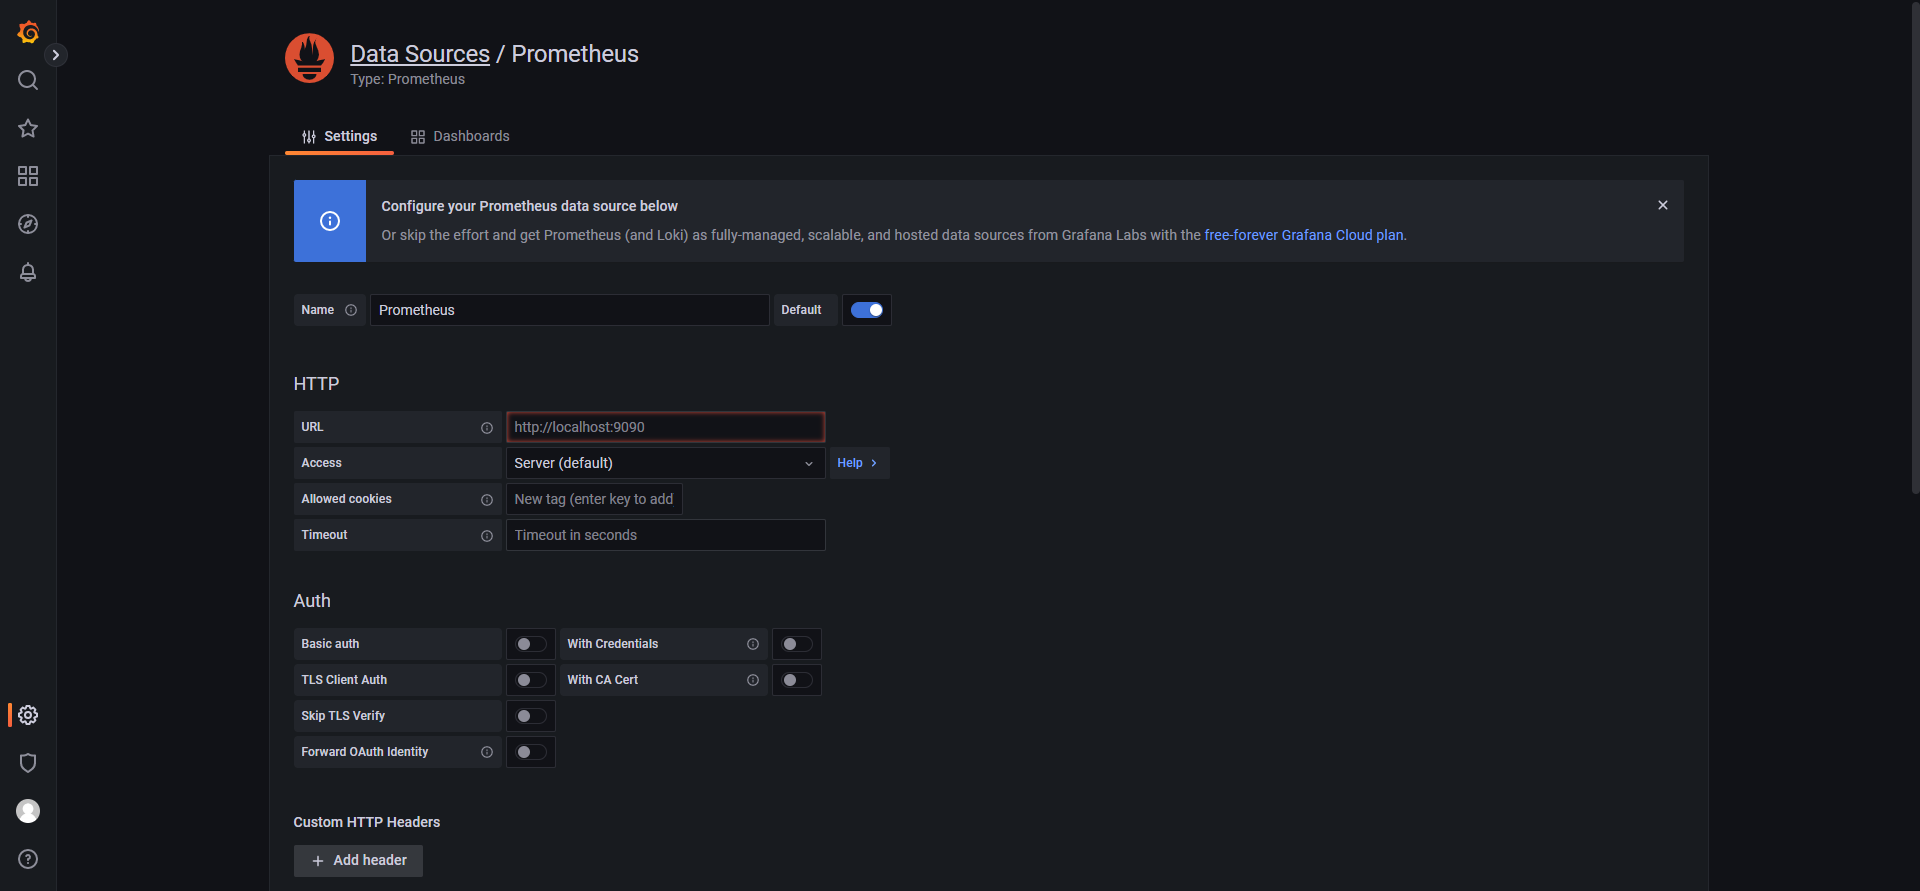 Data Sources / Prometheus
Type: Prometheus
Settings Dashboards
Configure your Prometheus data source below
Or skip the effort and get Prometheus (and Loki) as fully-managed, scalable, and hosted data sources from Grafana Labs with the free-forever Grafana Cloud plan.
Name Prometheus Default
HTTP
URL http://localhost:9090
Access Server (default) Help
Allowed cookies New tag (enter key to add
Timeout Timeout in seconds
Auth
Basic auth With Credentials
TLS Client Auth With CA Cert
Skip TLS Verify
Forward OAuth Identity
Custom HTTP Headers
Add header